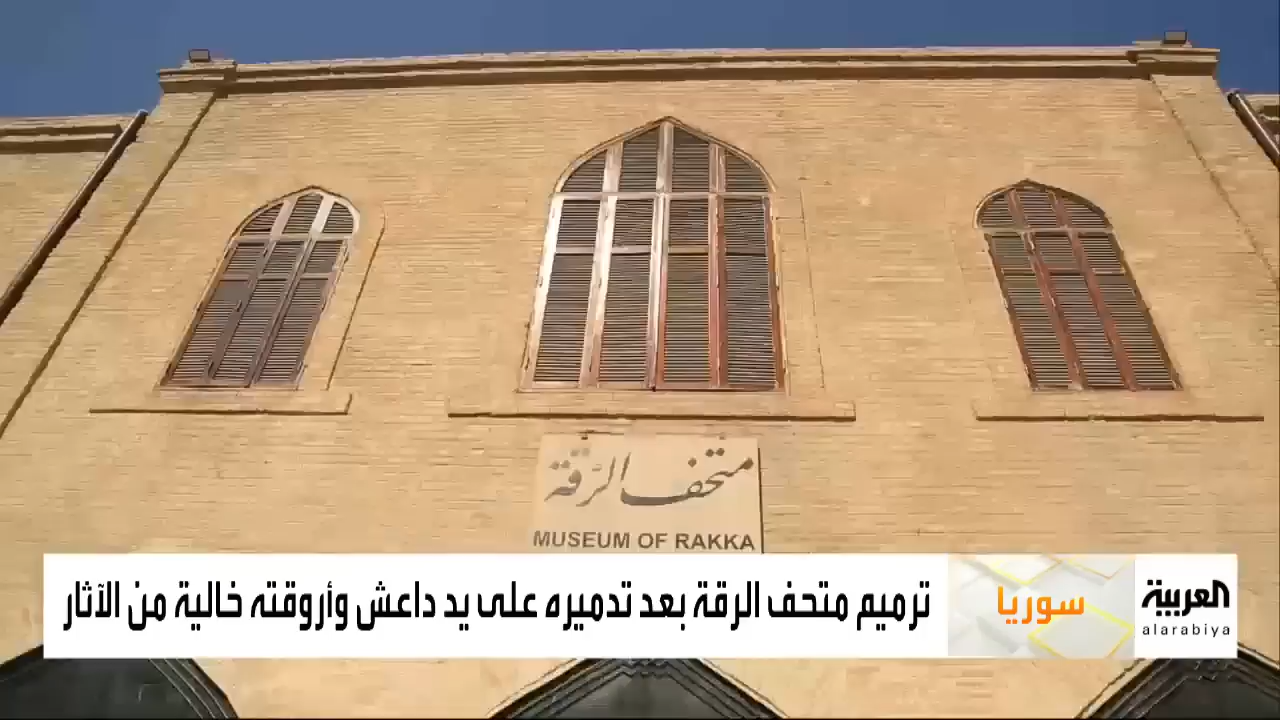 متحف الرقة
MUSEUM OF RAKKA
ترميم متحف الرقة بعد تدميره على يد داعش وأروقته خالية من الآثار
سوريا
العربية
alarabiya